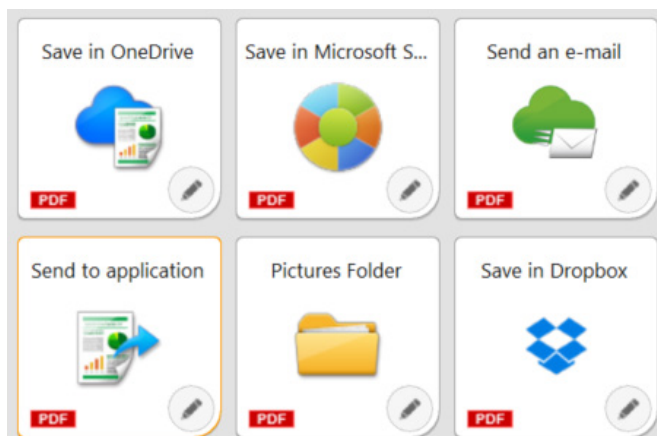 Save in OneDrive
Save in Microsoft S...
Send an e-mail
PDF
PDF
PDF
Send to application
Pictures Folder
Save in Dropbox
PDF
PDF
PDF